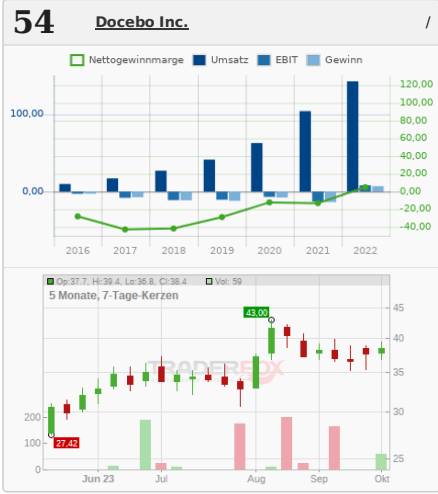 54 Docebo Inc. /
Nettogewinnmarge Umsatz EBIT Gewinn
120,00
100,00 100,00
80,00
60,00
40,00
20,00
0,00 0,00
-20,00
-40,00
2016 2017 2018 2019 2020 2021 2022
Op:37.7, Hi:39.4, Lo:36.8, Cl:38.4 Vol: 59
5 Monate, 7-Tage-Kerzen
43,00
45
40
TRADERFOX
35
200 30
27,42
100
0 25
Jun 23 Jul Aug Sep Okt